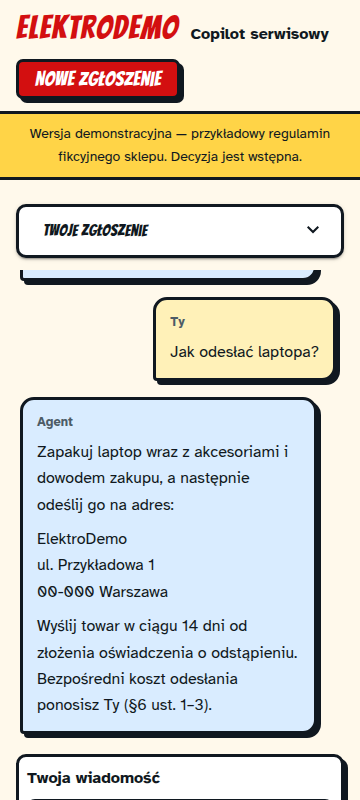 ELEKTRODEMO Copilot serwisowy
NOWE ZGŁOSZENIE
Wersja demonstracyjna — przykładowy regulamin
fikcyjnego sklepu. Decyzja jest wstępna.
TWOJE ZGŁOSZENIE
Ty
Jak odesłać laptopa?
Agent
Zapakuj laptop wraz z akcesoriami i
dowodem zakupu, a następnie
odeślij go na adres:
ElektroDemo
ul. Przykładowa 1
00-000 Warszawa
Wyślij towar w ciągu 14 dni od
złożenia oświadczenia o odstąpieniu.
Bezpośredni koszt odesłania
ponosisz Ty (§6 ust. 1–3).
Twoja wiadomość